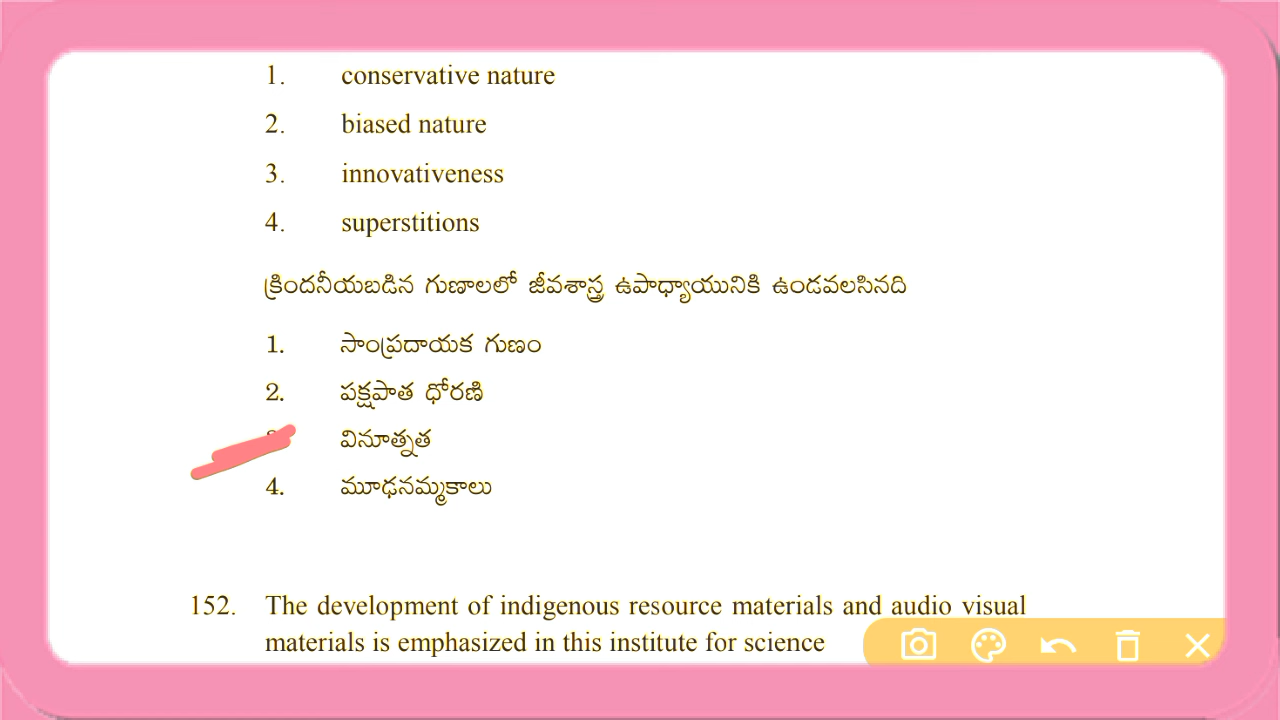 1. conservative nature
2. biased nature
3. innovativeness
4. superstitions
క్రిందనీయబడిన గుణాలలో జీవశాస్త్ర ఉపాధ్యాయునికి ఉండవలసినది
1. సాంప్రదాయక గుణం
2. పక్షపాత ధోరణి
వినూత్నత
4. మూఢనమ్మకాలు
152. The development of indigenous resource materials and audio visual
materials is emphasized in this institute for science